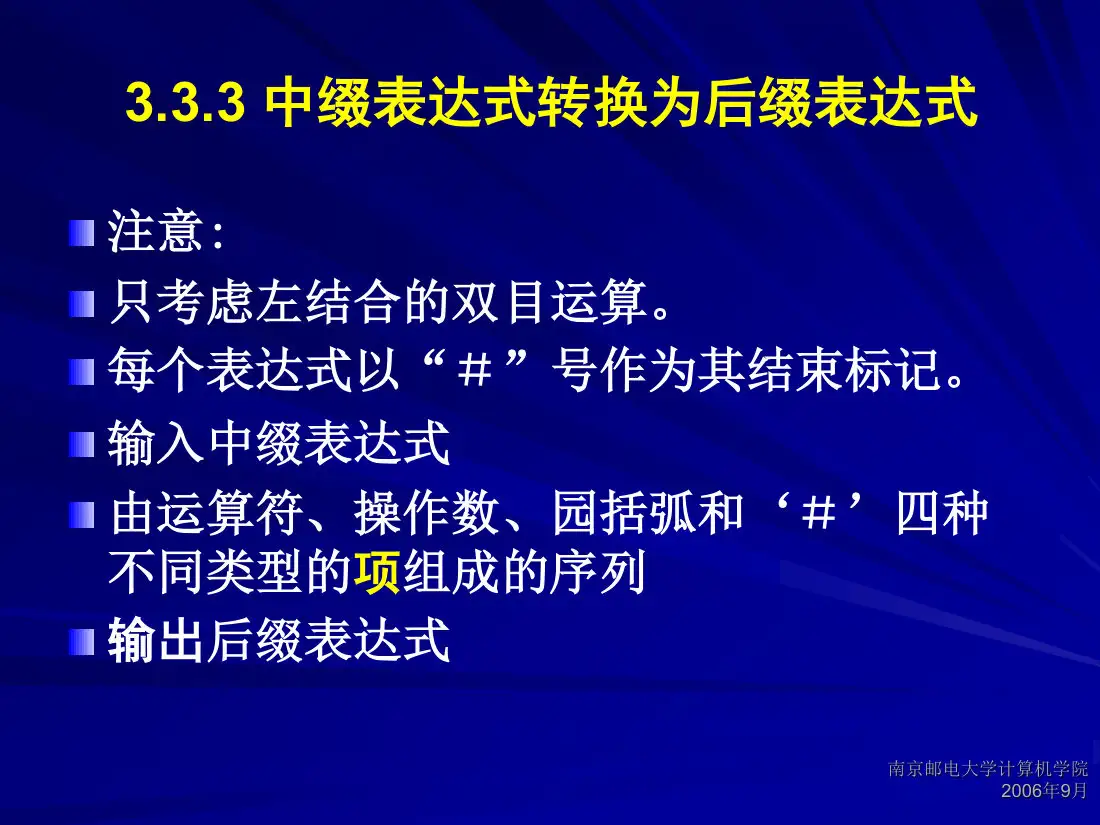 3.3.3 中缀表达式转换为后缀表达式
注意：
只考虑左结合的双目运算。
每个表达式以“＃”号作为其结束标记。
输入中缀表达式
由运算符、操作数、园括弧和‘＃’四种
不同类型的项组成的序列
输出后缀表达式
南京邮电大学计算机学院
2006年9月